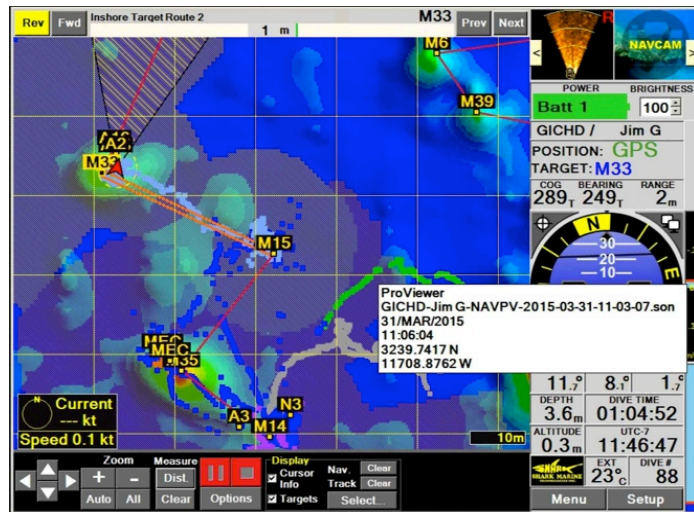 Rev Fwd Inshore Target Route 2 M33 Prev Next
1 m
R
< NAVCAM >
M6
POWER BRIGHTNESS
Batt 1 100
M39
GICHD / Jim G
A2
POSITION: GPS
M33
TARGET: M33
COG BEARING RANGE
289T 249T 2m
N
M15
30
20
10
E
ProViewer
GICHD-Jim G-NAVPV-2015-03-31-11-03-07.son
31/MAR/2015
11:06:04
3239.7417 N
11708.8762 W
MEC
MEC
M35
11.7° 8.1° 1.7
DEPTH DIVE TIME
3.6m 01:04:52
N
Current
--- kt
Speed 0.1 kt
A3 N3
M14
10m
ALTITUDE UTC-7
0.3m 11:46:47
Zoom Measure Display
+ - Dist. Cursor Info Nav. Clear
Targets Track Clear
Auto All Clear Options Select...
SHARK MARINE EXT DIVE #
23°C 88
Menu Setup